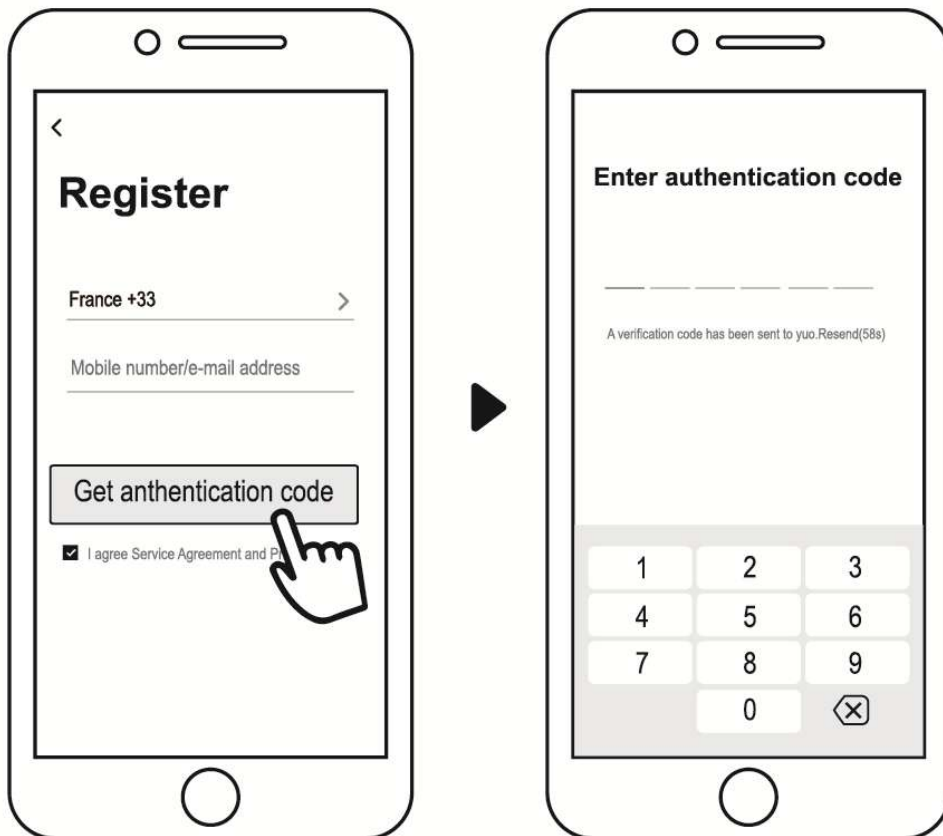 Register
France +33
Mobile number/e-mail address
Get anthentication code
I agree Service Agreement and
Enter authentication code
A verification code has been sent to yuo.Resend(58s)
1 2 3
4 5 6
7 8 9
0